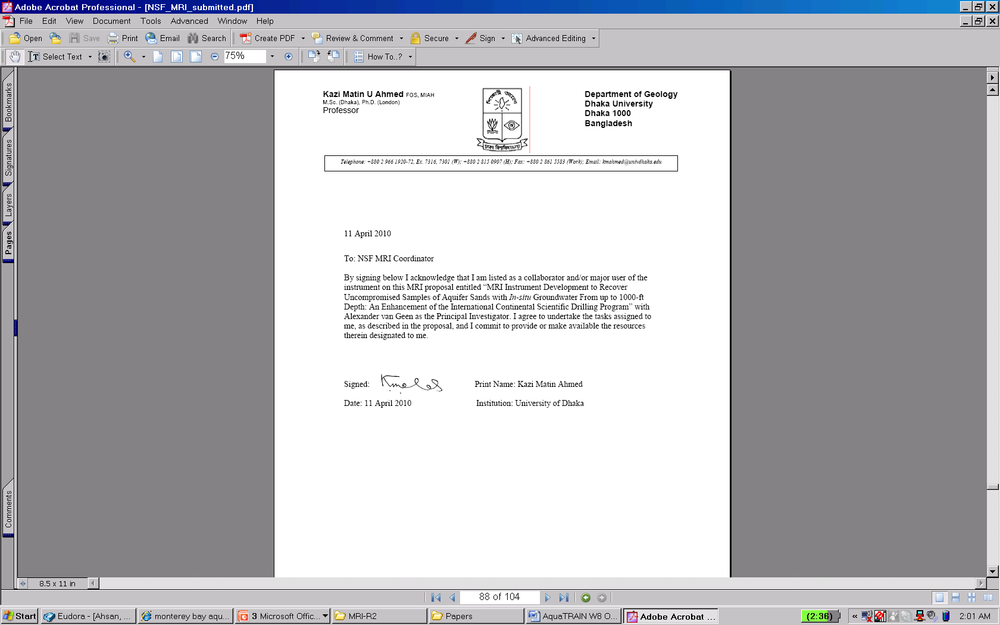 Adobe Acrobat Professional - [NSF_MRI_submitted.pdf]
File Edit View Document Tools Advanced Window Help
Open Save Print Email Search Create PDF Review & Comment Secure Sign Advanced Editing
Select Text 75% How To..?
Bookmarks
Signatures
Layers
Pages
Comments
Kazi Matin U Ahmed FGS, MIAH
M.Sc. (Dhaka), Ph.D. (London)
Professor
শিক্ষাই আলো
ঢাকা বিশ্ববিদ্যালয়
Department of Geology
Dhaka University
Dhaka 1000
Bangladesh
Telephone: +880 2 966 1920-72, Ex. 7316, 7301 (W); +880 2 815 0907 (H); Fax: +880 2 861 5583 (Work); Email: kmahmed@univdhaka.edu
11 April 2010
To: NSF MRI Coordinator
By signing below I acknowledge that I am listed as a collaborator and/or major user of the
instrument on this MRI proposal entitled “MRI Instrument Development to Recover
Uncompromised Samples of Aquifer Sands with In-situ Groundwater From up to 1000-ft
Depth: An Enhancement of the International Continental Scientific Drilling Program” with
Alexander van Geen as the Principal Investigator. I agree to undertake the tasks assigned to
me, as described in the proposal, and I commit to provide or make available the resources
therein designated to me.
Signed: Print Name: Kazi Matin Ahmed
Date: 11 April 2010 Institution: University of Dhaka
8.5 x 11 in
88 of 104
Start Eudora - [Ahsan, ... monterey bay aqu... 3 Microsoft Offic... MRI-R2 Papers AquaTRAIN W8 O... Adobe Acrobat ... (2:36) « 2:01 AM